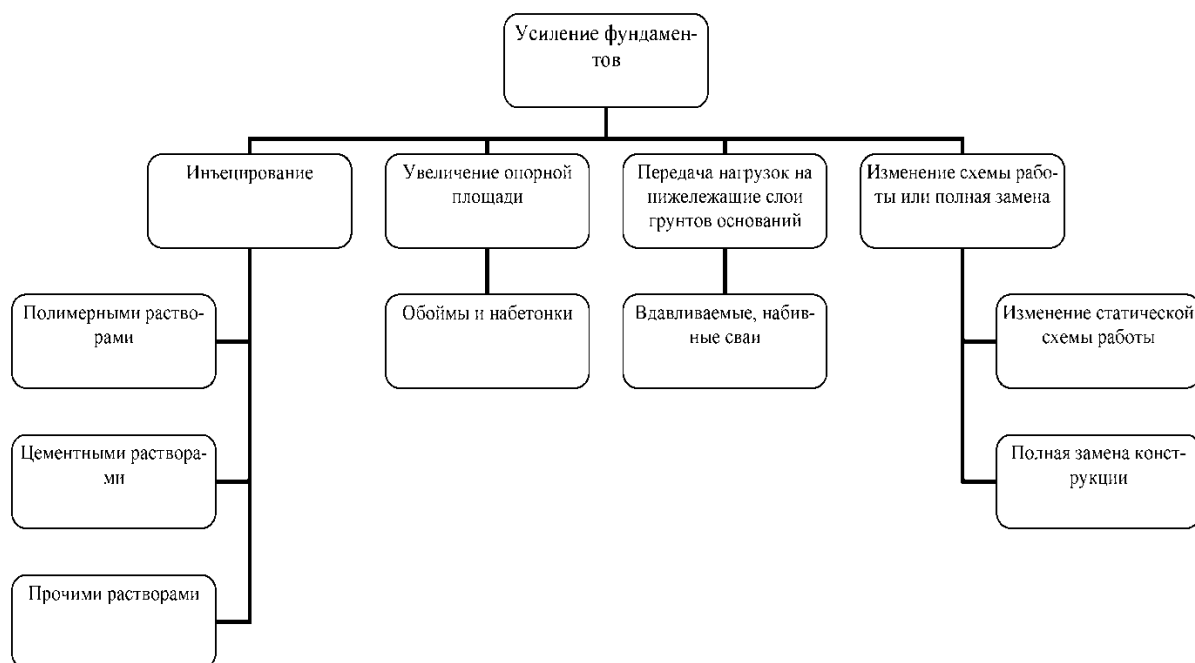 Усиление фундамен-
тов
Инъецирование
Увеличение опорной
площади
Передача нагрузок на
нижележащие слои
грунтов оснований
Изменение схемы рабо-
ты или полная замена
Полимерными раство-
рами
Обоймы и набетонки
Вдавливаемые, набив-
ные сваи
Изменение статической
схемы работы
Цементными раствора-
ми
Полная замена конст-
рукции
Прочими растворами